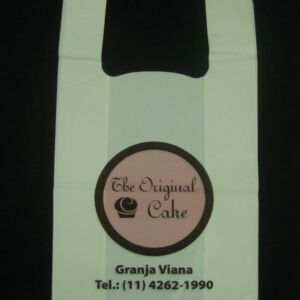 The Original
Cake
Granja Viana
Tel.: (11) 4262-1990